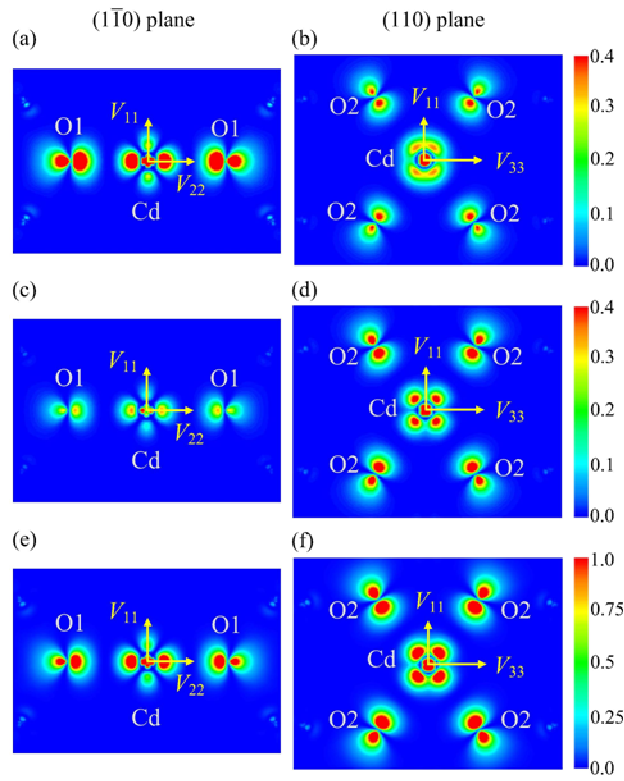 (11̅0) plane
(110) plane
(a)
(b)
O1
V11
O1
V22
Cd
O2
V11
O2
Cd
V33
O2
O2
0.4
0.3
0.2
0.1
0.0
(c)
(d)
O1
V11
O1
V22
Cd
O2
V11
O2
Cd
V33
O2
O2
0.4
0.3
0.2
0.1
0.0
(e)
(f)
O1
V11
O1
V22
Cd
O2
V11
O2
Cd
V33
O2
O2
1.0
0.75
0.50
0.25
0.00